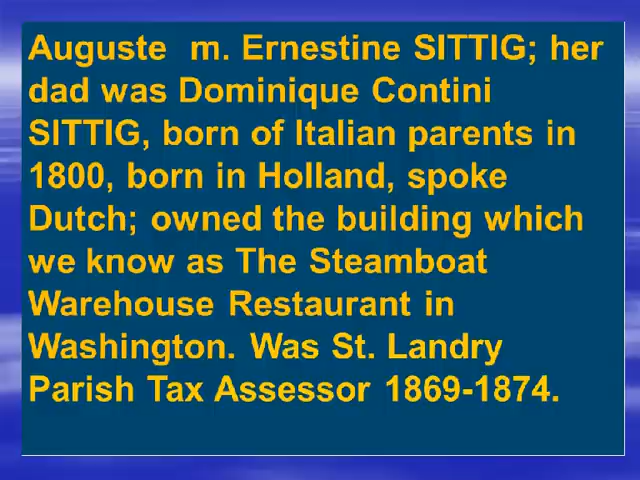 Auguste  m. Ernestine SITTIG; her
dad was Dominique Contini
SITTIG, born of Italian parents in
1800, born in Holland, spoke
Dutch; owned the building which
we know as The Steamboat
Warehouse Restaurant in
Washington. Was St. Landry
Parish Tax Assessor 1869-1874.